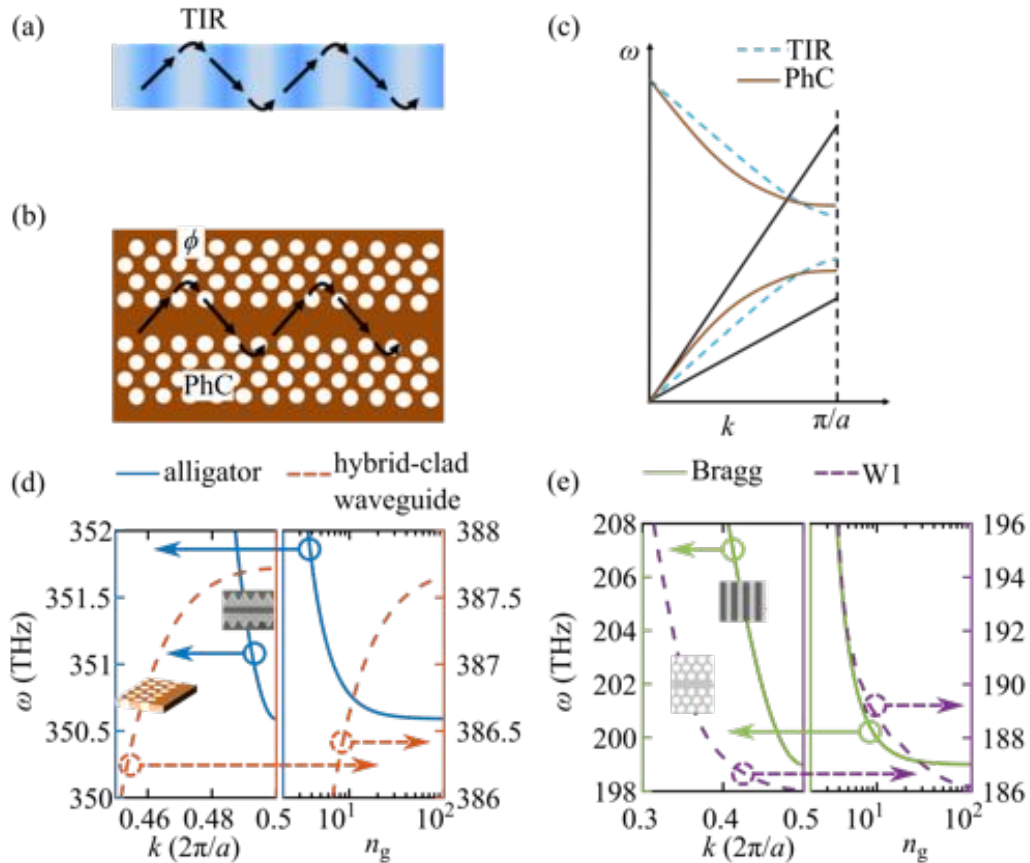 (a)
TIR
(b)
ϕ
PhC
(c)
ω
TIR
PhC
k
π/a
(d)
alligator
hybrid-clad
waveguide
352
351.5
351
350.5
350
ω (THz)
0.46
0.48
0.5
k (2π/a)
10¹
10²
n_g
388
387.5
387
386.5
386
(e)
Bragg
W1
208
206
204
202
200
198
ω (THz)
0.3
0.4
0.5
k (2π/a)
10¹
10²
n_g
196
194
192
190
188
186